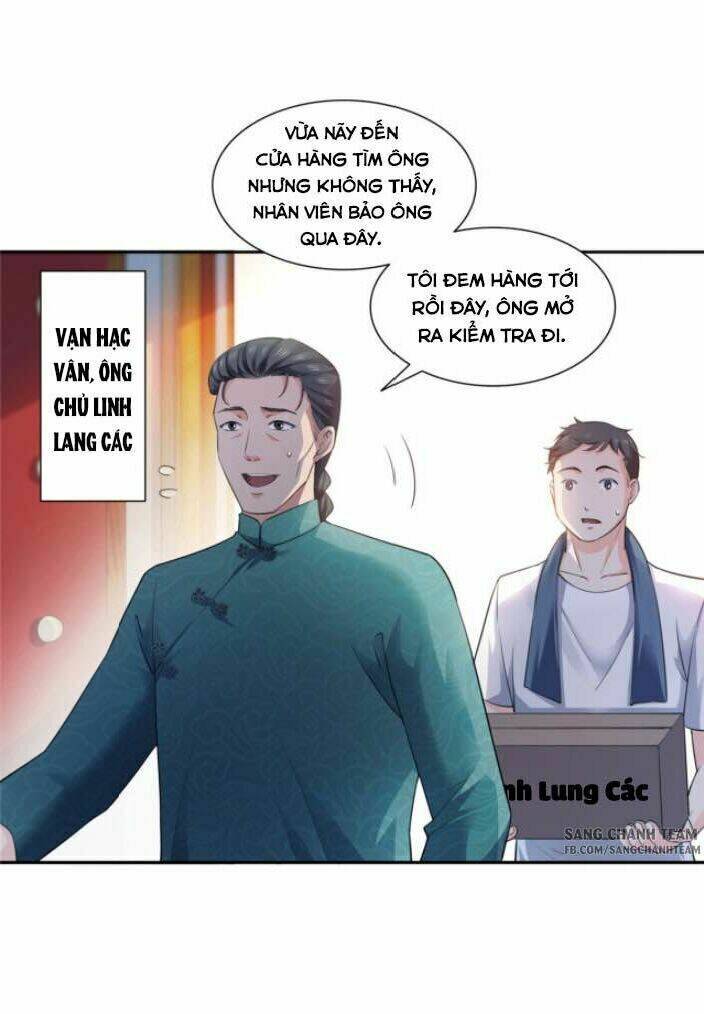 VỪA NÃY ĐẾN
CỬA HÀNG TÌM ÔNG
NHƯNG KHÔNG THẤY,
NHÂN VIÊN BẢO ÔNG
QUA ĐÂY.
TÔI ĐEM HÀNG TỚI
RỒI ĐÂY, ÔNG MỞ
RA KIỂM TRA ĐI.
VẠN HẠC
VÂN, ÔNG
CHỦ LINH
LANG CÁC
nh Lung Các
SANG CHẢNH TEAM
FB.COM/SANGCHANHTEAM